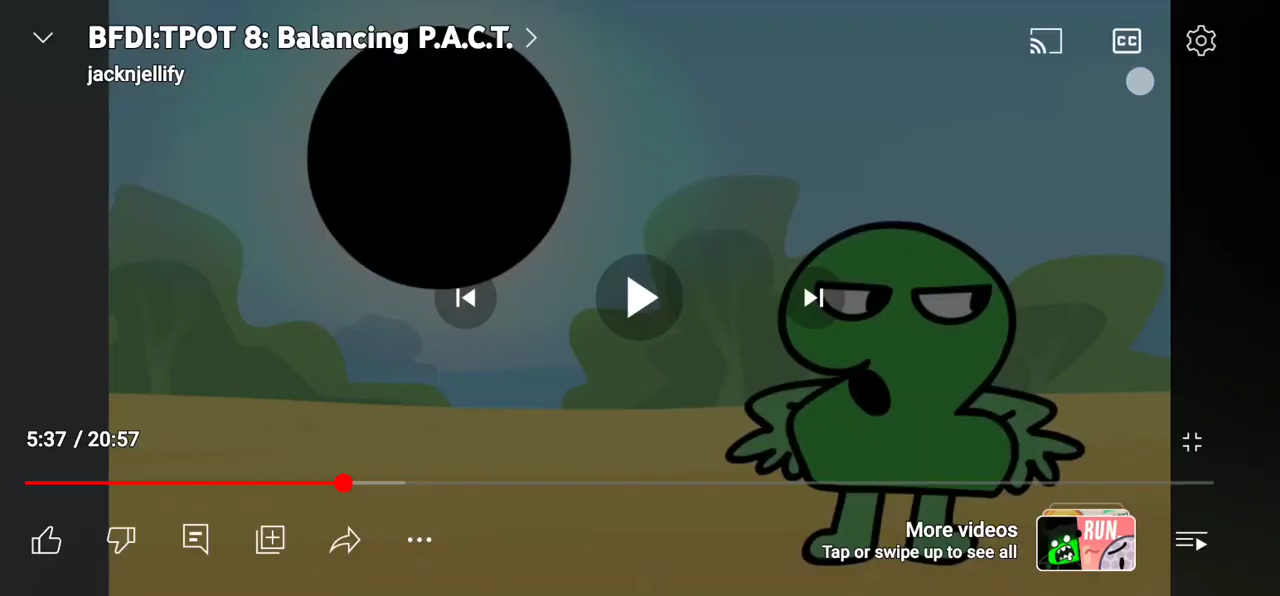 BFDI:TPOT 8: Balancing P.A.C.T.
jacknjellify
CC
5:37 / 20:57
More videos
Tap or swipe up to see all
RUN.